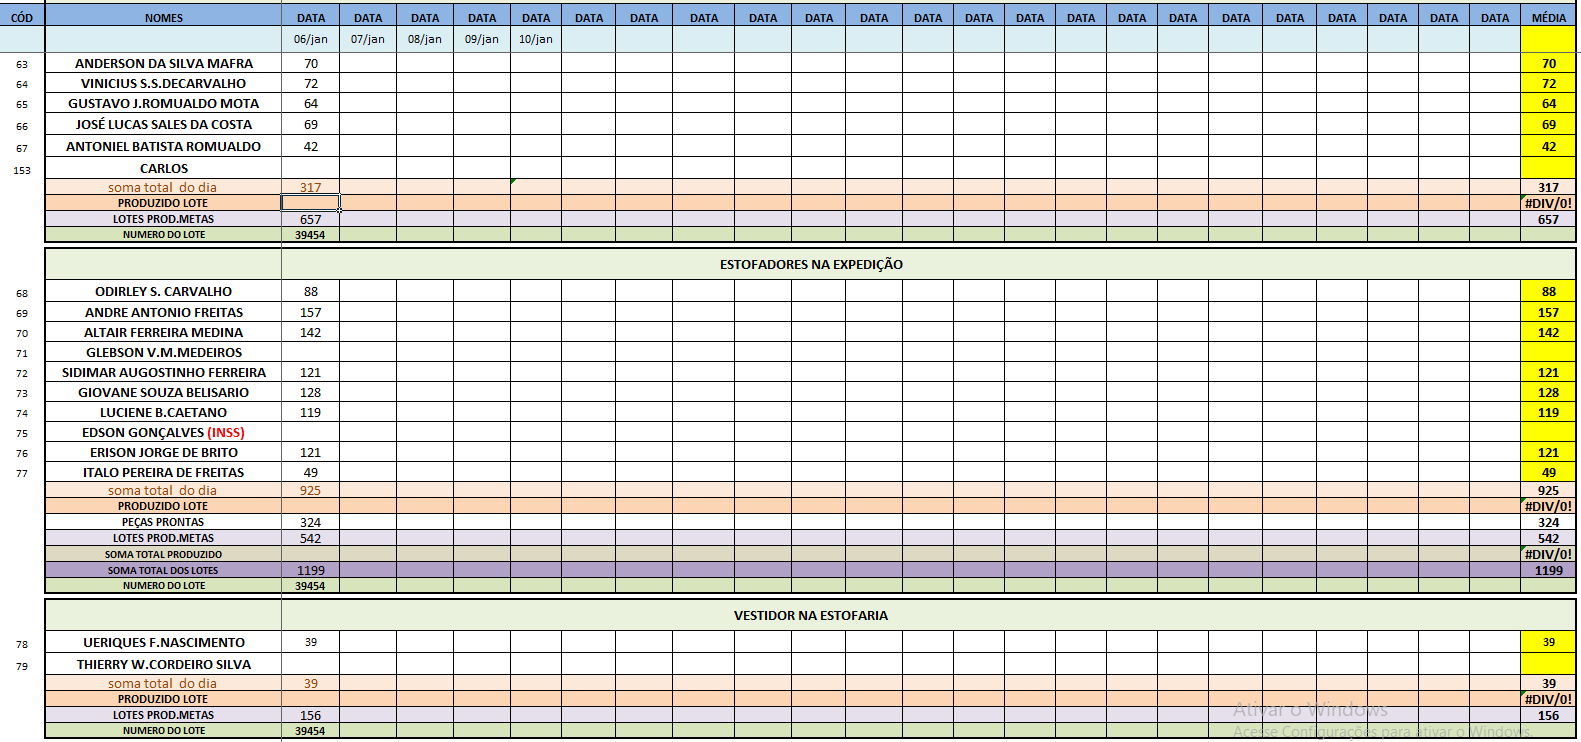 CÓD NOMES DATA DATA DATA DATA DATA DATA DATA DATA DATA DATA DATA DATA DATA DATA DATA DATA DATA DATA DATA DATA DATA DATA DATA MÉDIA
06/jan 07/jan 08/jan 09/jan 10/jan
63 ANDERSON DA SILVA MAFRA 70 70
64 VINICIUS S.S.DECARVALHO 72 72
65 GUSTAVO J.ROMUALDO MOTA 64 64
66 JOSÉ LUCAS SALES DA COSTA 69 69
67 ANTONIEL BATISTA ROMUALDO 42 42
153 CARLOS
soma total do dia 317 317
PRODUZIDO LOTE #DIV/0!
LOTES PROD.METAS 657 657
NUMERO DO LOTE 39454
ESTOFADORES NA EXPEDIÇÃO
68 ODIRLEY S. CARVALHO 88 88
69 ANDRE ANTONIO FREITAS 157 157
70 ALTAIR FERREIRA MEDINA 142 142
71 GLEBSON V.M.MEDEIROS
72 SIDIMAR AUGOSTINHO FERREIRA 121 121
73 GIOVANE SOUZA BELISARIO 128 128
74 LUCIENE B.CAETANO 119 119
75 EDSON GONÇALVES (INSS)
76 ERISON JORGE DE BRITO 121 121
77 ITALO PEREIRA DE FREITAS 49 49
soma total do dia 925 925
PRODUZIDO LOTE #DIV/0!
PEÇAS PRONTAS 324 324
LOTES PROD.METAS 542 542
SOMA TOTAL PRODUZIDO #DIV/0!
SOMA TOTAL DOS LOTES 1199 1199
NUMERO DO LOTE 39454
VESTIDOR NA ESTOFARIA
78 UERIQUES F.NASCIMENTO 39 39
79 THIERRY W.CORDEIRO SILVA
soma total do dia 39 39
PRODUZIDO LOTE #DIV/0!
LOTES PROD.METAS 156 156
NUMERO DO LOTE 39454
Ativar o Windows
Acesse Configurações para ativar o Windows.